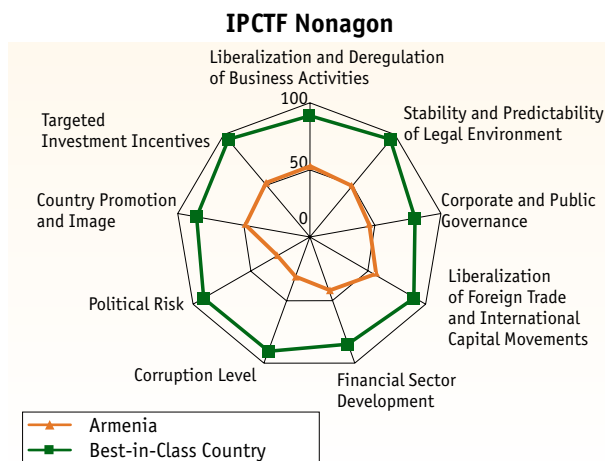 IPCTF Nonagon
Liberalization and Deregulation
of Business Activities
100
Stability and Predictability
of Legal Environment
Targeted
Investment Incentives
50
Country Promotion
and Image
Corporate and Public
Governance
0
Liberalization
of Foreign Trade
and International
Capital Movements
Political Risk
Corruption Level
Financial Sector
Development
Armenia
Best-in-Class Country